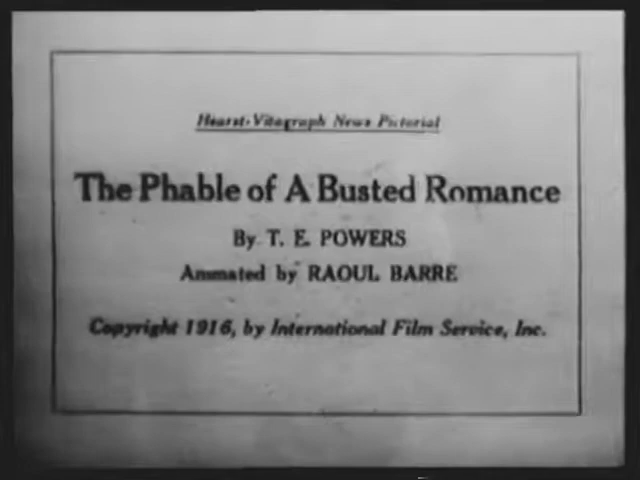 Hearst-Vitagraph News Pictorial
The Phable of A Busted Romance
By T. E. POWERS
Animated by RAOUL BARRE
Copyright 1916, by International Film Service, Inc.